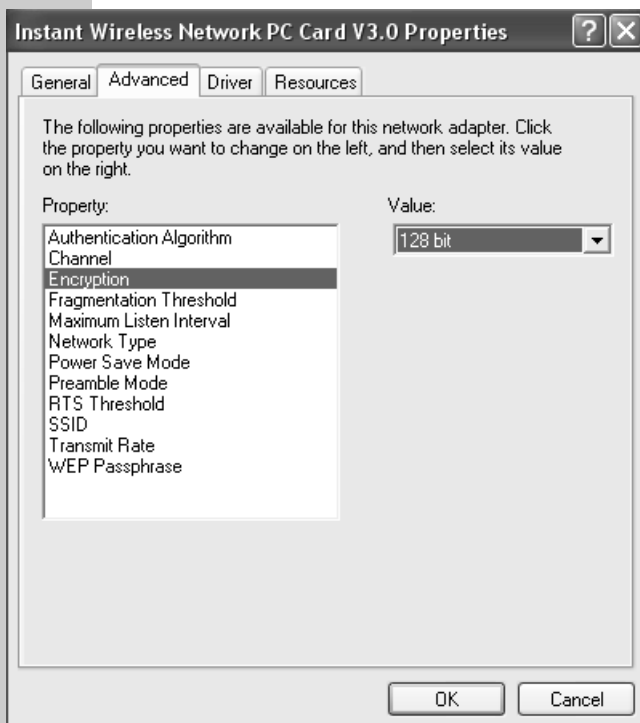 Instant Wireless Network PC Card V3.0 Properties
General Advanced Driver Resources
The following properties are available for this network adapter. Click
the property you want to change on the left, and then select its value
on the right.
Property:
Value:
Authentication Algorithm
Channel
Encryption
Fragmentation Threshold
Maximum Listen Interval
Network Type
Power Save Mode
Preamble Mode
RTS Threshold
SSID
Transmit Rate
WEP Passphrase
128 bit
OK Cancel